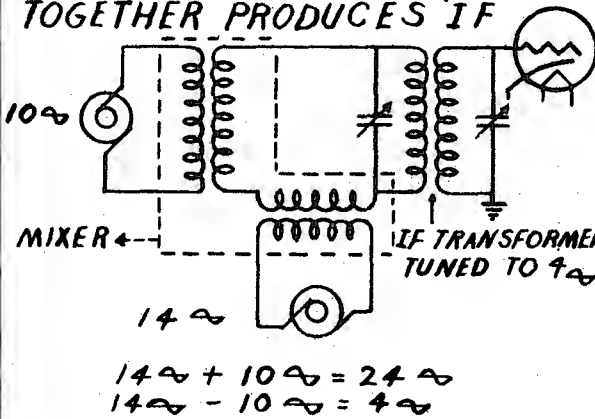 TOGETHER PRODUCES IF
10∿
MIXER
IF TRANSFORMER
TUNED TO 4∿
14 ∿
14∿ + 10∿ = 24 ∿
14∿ - 10∿ = 4∿